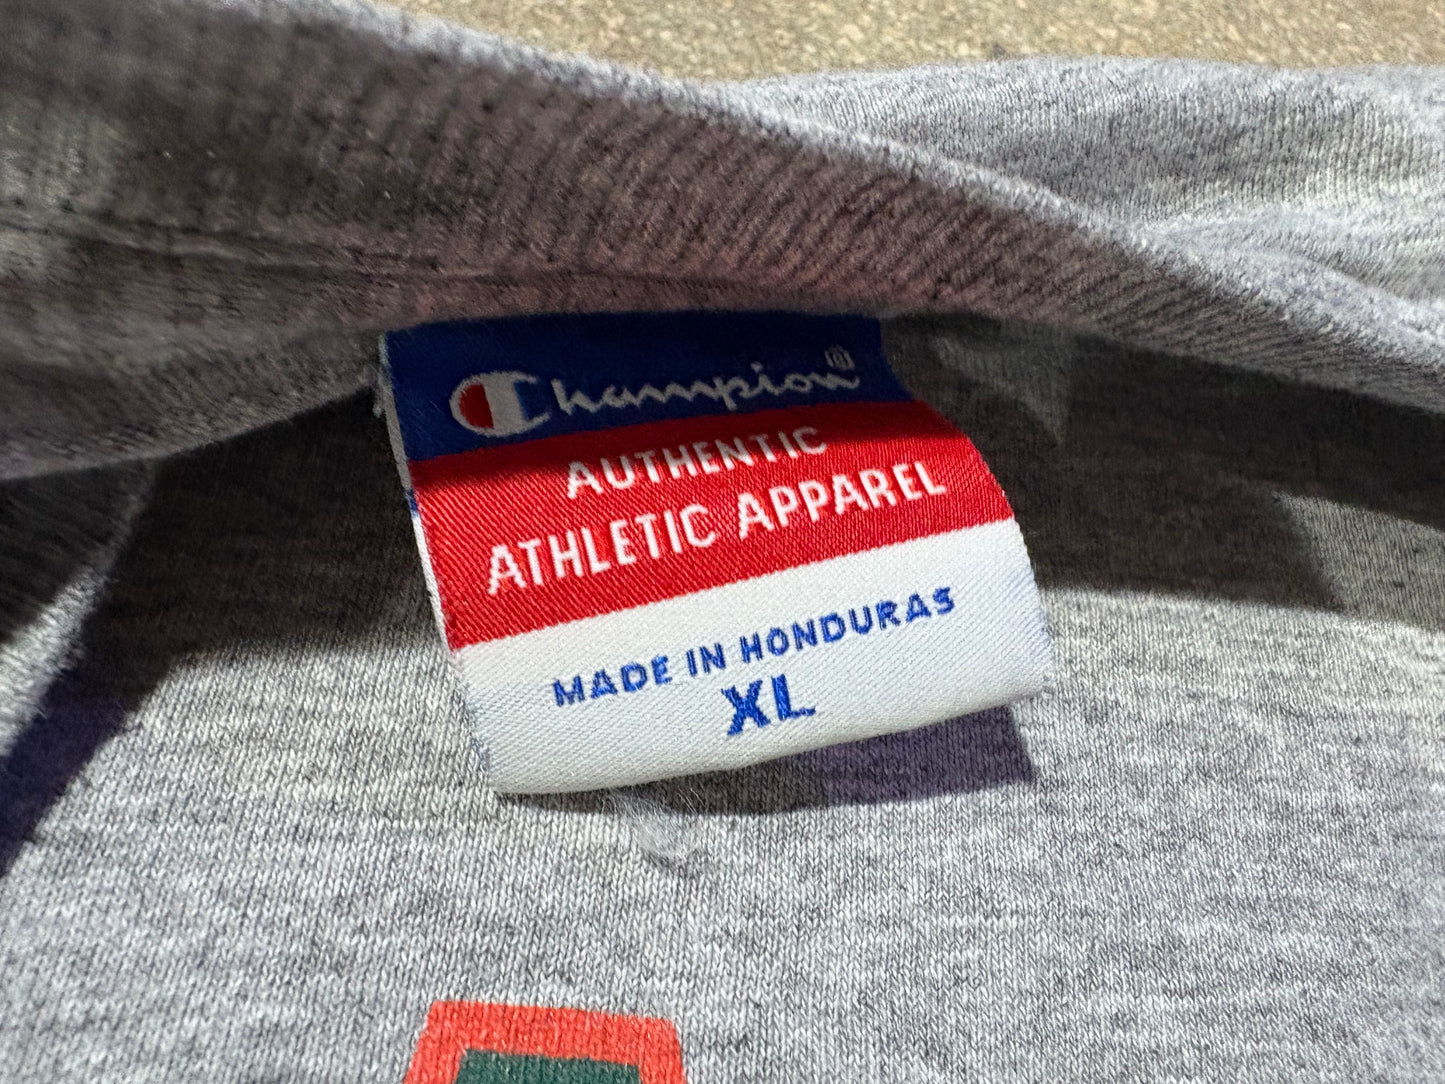 Champion®
AUTHENTIC
ATHLETIC APPAREL
MADE IN HONDURAS
XL